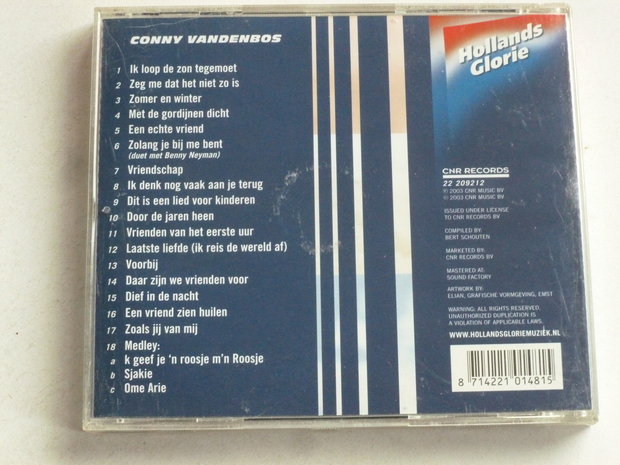 CONNY VANDENBOS
1 Ik loop de zon tegemoet
2 Zeg me dat het niet zo is
3 Zomer en winter
4 Met de gordijnen dicht
5 Een echte vriend
6 Zolang je bij me bent
(duet met Benny Neyman)
7 Vriendschap
8 Ik denk nog vaak aan je terug
9 Dit is een lied voor kinderen
10 Door de jaren heen
11 Vrienden van het eerste uur
12 Laatste liefde (ik reis de wereld af)
13 Voorbij
14 Daar zijn we vrienden voor
15 Dief in de nacht
16 Een vriend zien huilen
17 Zoals jij van mij
18 Medley:
a k geef je 'n roosje m'n Roosje
b Sjakie
c Ome Arie
Hollands
Glorie
CNR RECORDS
22 209212
℗ 2003 CNR MUSIC BV
© 2003 CNR MUSIC BV
ISSUED UNDER LICENSE
TO CNR RECORDS BV
COMPILED BY:
BERT SCHOUTEN
MARKETED BY:
CNR RECORDS BV
MASTERED AT:
SOUND FACTORY
ARTWORK BY:
ELJAN, GRAFISCHE VORMGEVING, EMST
WARNING: ALL RIGHTS RESERVED.
UNAUTHORIZED DUPLICATION IS
A VIOLATION OF APPLICABLE LAWS.
WWW.HOLLANDSGLORIEMUZIEK.NL
8 714221 014815